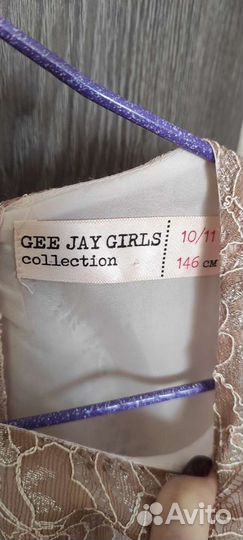 GEE JAY GIRLS 10/11
collection 146 см
Avito